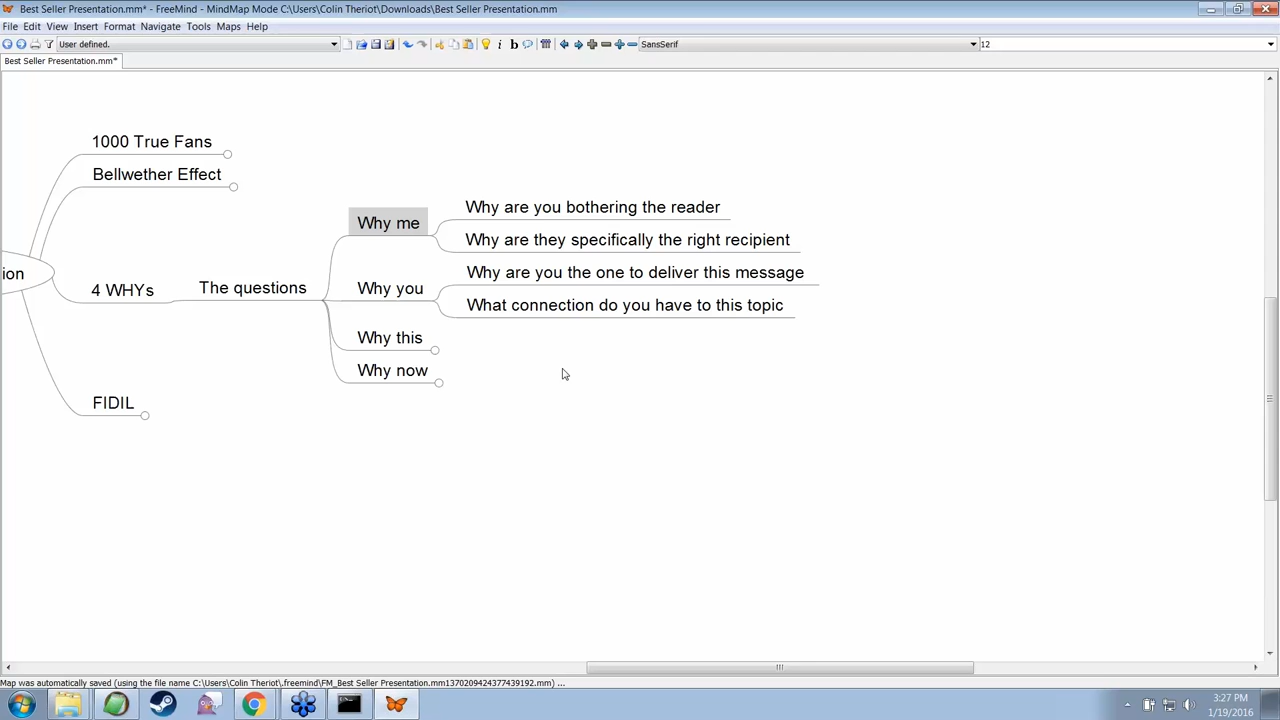 Best Seller Presentation.mm* - FreeMind - MindMap Mode C:\Users\Colin Theriot\Downloads\Best Seller Presentation.mm
File Edit View Insert Format Navigate Tools Maps Help
User defined. SansSerif 12
Best Seller Presentation.mm*
1000 True Fans
Bellwether Effect
Why are you bothering the reader
Why me
Why are they specifically the right recipient
ion
Why are you the one to deliver this message
4 WHYs The questions Why you
What connection do you have to this topic
Why this
Why now
FIDIL
Map was automatically saved (using the file name C:\Users\Colin Theriot\.freemind\FM_Best Seller Presentation.mm1370209424377439192.mm) ...
3:27 PM
1/19/2016